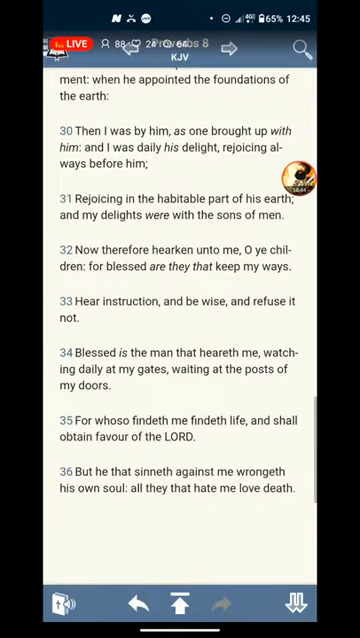 65% 12:45
LIVE 88 24 64 Proverbs 8
KJV
ment: when he appointed the foundations of
the earth:
30 Then I was by him, as one brought up with
him: and I was daily his delight, rejoicing al-
ways before him;
31 Rejoicing in the habitable part of his earth;
and my delights were with the sons of men.
32 Now therefore hearken unto me, O ye chil-
dren: for blessed are they that keep my ways.
33 Hear instruction, and be wise, and refuse it
not.
34 Blessed is the man that heareth me, watch-
ing daily at my gates, waiting at the posts of
my doors.
35 For whoso findeth me findeth life, and shall
obtain favour of the LORD.
36 But he that sinneth against me wrongeth
his own soul: all they that hate me love death.